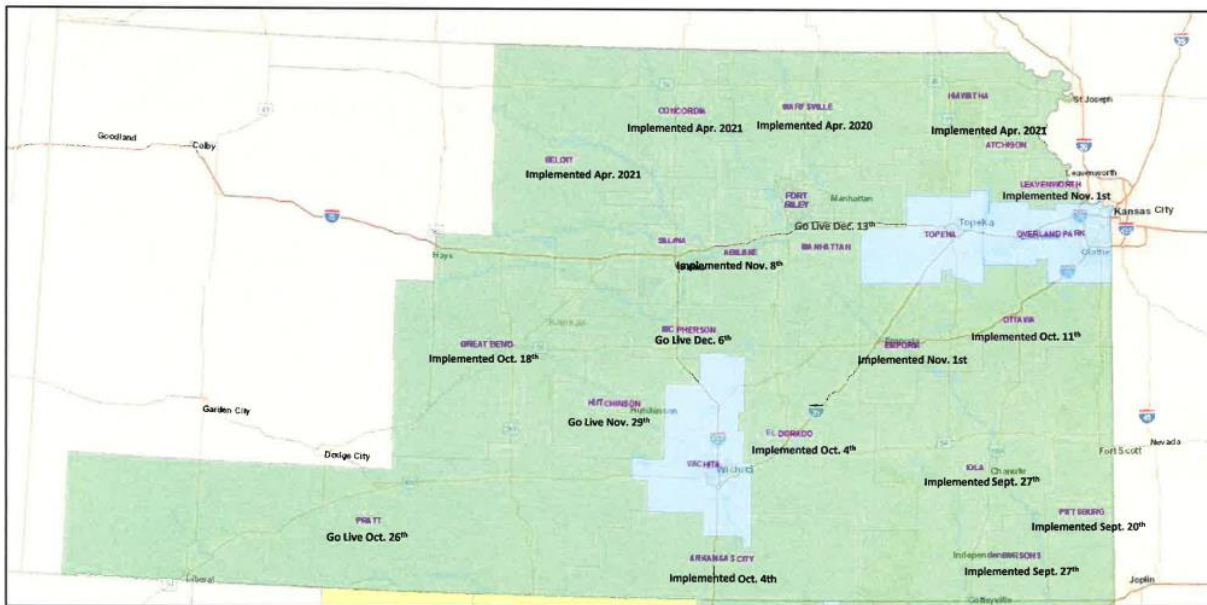 HIAWATHA
St Joseph
CONCORDIA
MARYSVILLE
Implemented Apr. 2021
Implemented Apr. 2020
Implemented Apr. 2021
Goodland
Colby
ATCHISON
BELOIT
Implemented Apr. 2021
Leavenworth
LEAVENWORTH
Implemented Nov. 1st
FORT
RILEY
Manhattan
Kansas City
Go Live Dec. 13th
Topeka
TOPEKA
OVERLAND PARK
SALINA
ABILENE
MANHATTAN
Olathe
Hays
Implemented Nov. 8th
OTTAWA
Implemented Oct. 11th
Kansas
MC PHERSON
Go Live Dec. 6th
GREAT BEND
Implemented Oct. 18th
EMPORIA
Implemented Nov. 1st
HUTCHINSON
Hutchinson
Go Live Nov. 29th
Garden City
EL DORADO
Implemented Oct. 4th
Nevada
Fort Scott
Dodge City
WICHITA
Wichita
IOLA
Chanute
Implemented Sept. 27th
PRATT
Go Live Oct. 26th
PITTSBURG
Implemented Sept. 20th
ARKANSAS CITY
Implemented Oct. 4th
PARSONS
Implemented Sept. 27th
Liberal
Joplin
Coffeyville